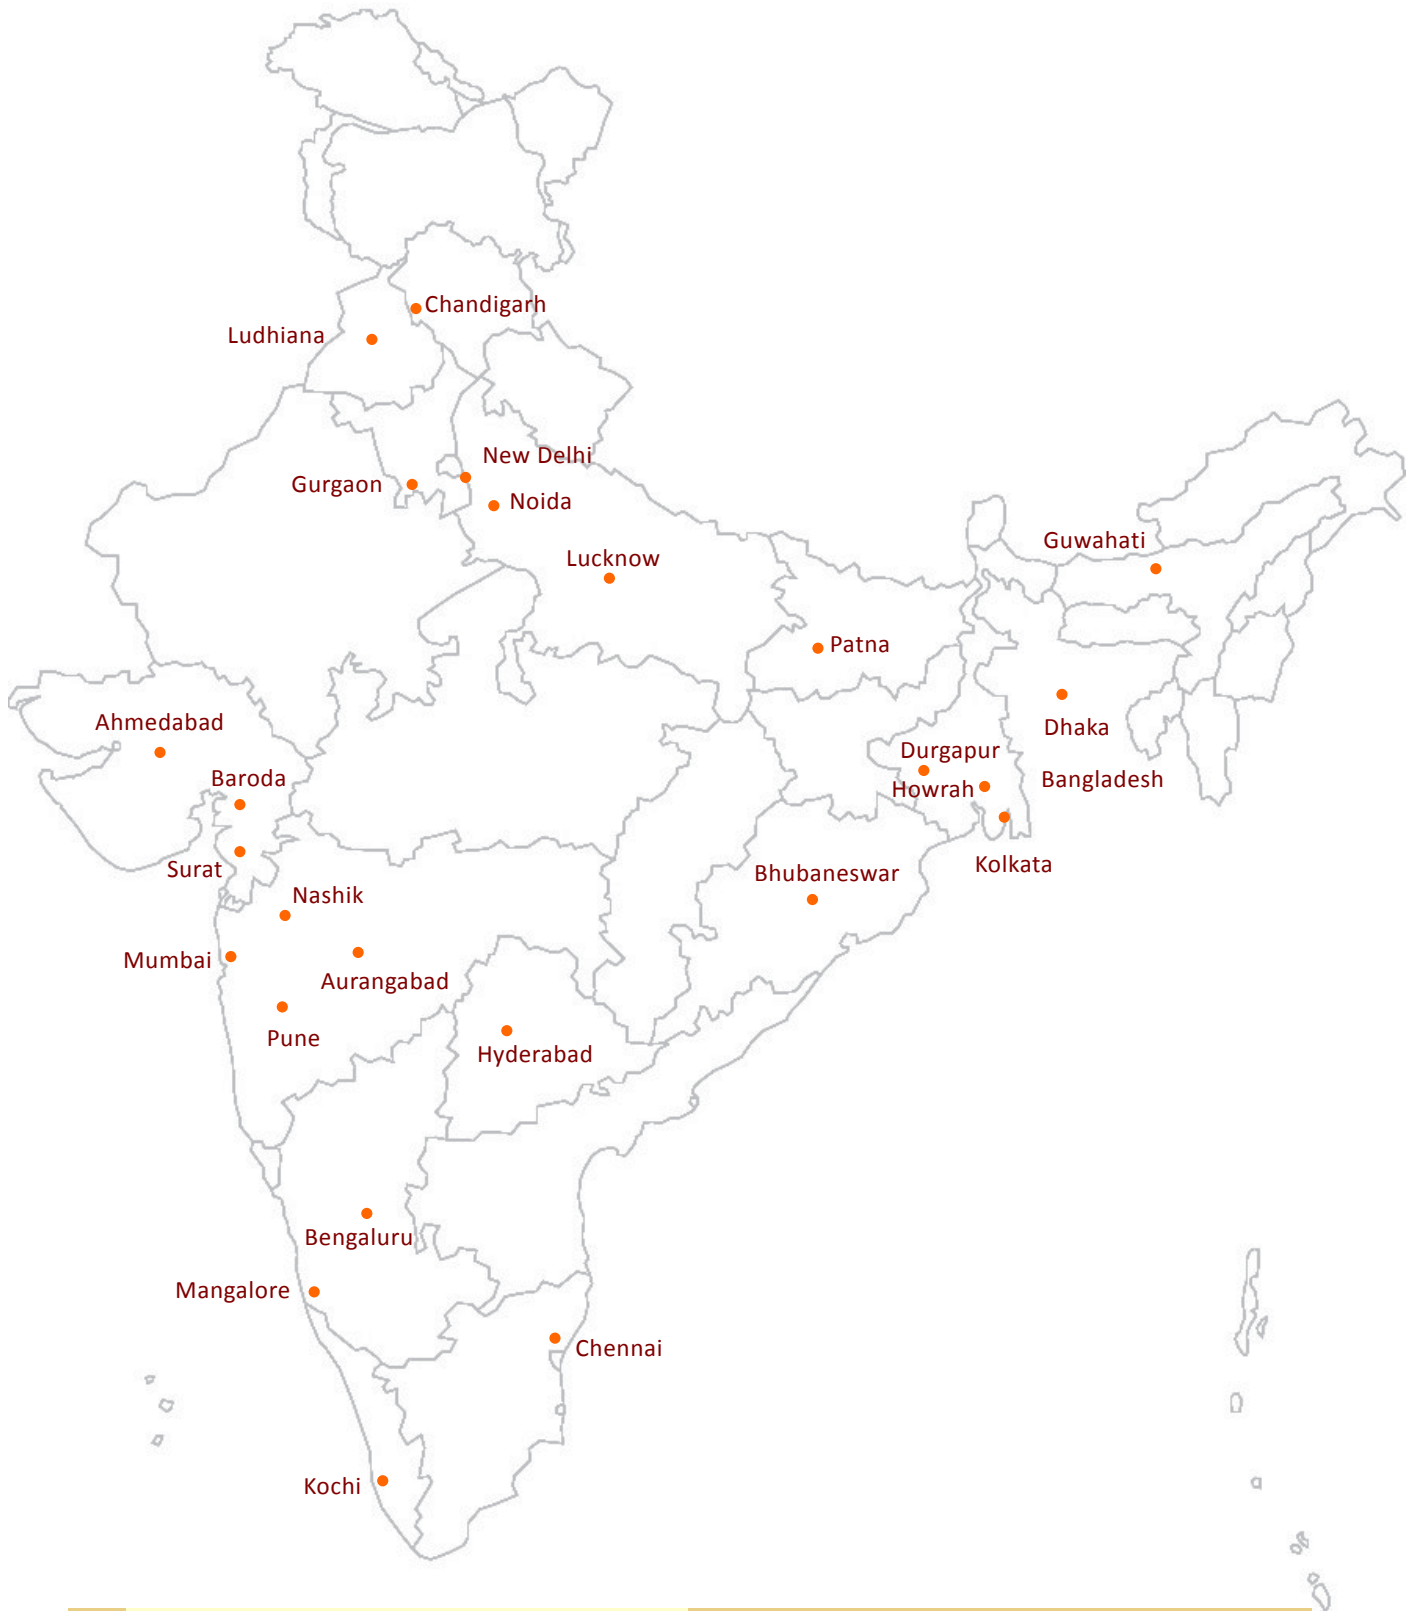 Chandigarh
Ludhiana
New Delhi
Gurgaon
Noida
Guwahati
Lucknow
Patna
Ahmedabad
Dhaka
Durgapur
Baroda
Bangladesh
Howrah
Surat
Kolkata
Bhubaneswar
Nashik
Mumbai
Aurangabad
Pune
Hyderabad
Bengaluru
Mangalore
Chennai
Kochi